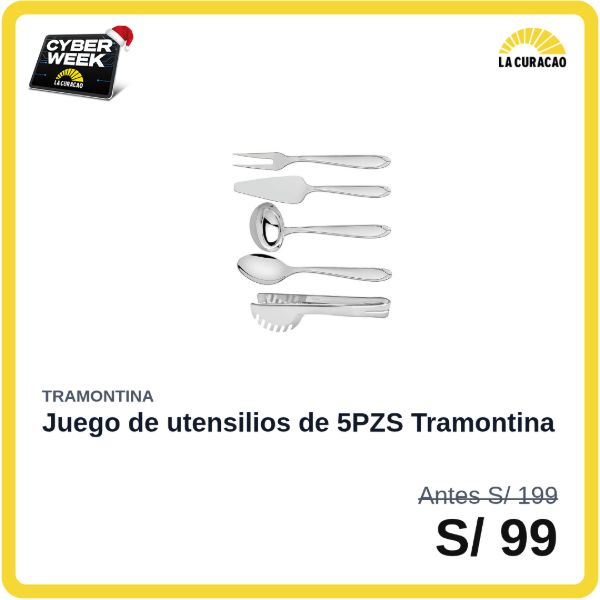 CYBER
WEEK
LA CURACAO
LA CURACAO
TRAMONTINA
Juego de utensilios de 5PZS Tramontina
Antes S/ 199
S/ 99